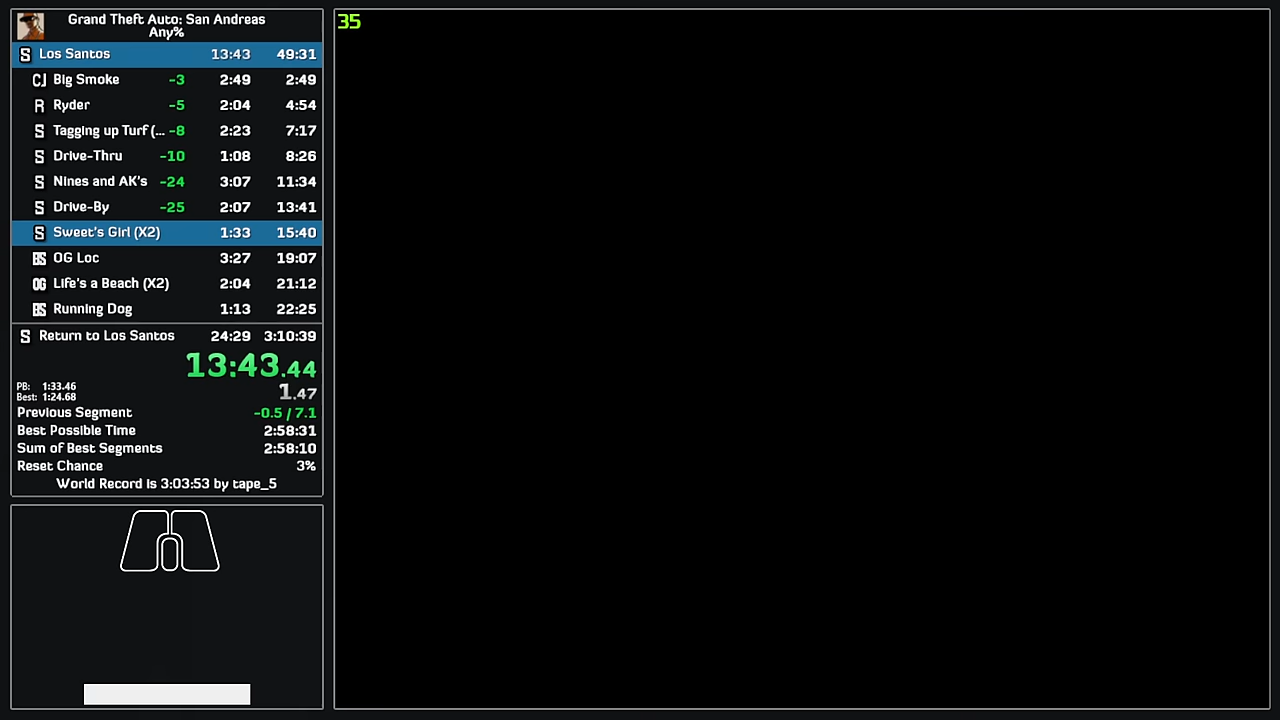 Grand Theft Auto: San Andreas
Any%
S Los Santos 13:43 49:31
CJ Big Smoke -3 2:49 2:49
R Ryder -5 2:04 4:54
S Tagging up Turf (... -8 2:23 7:17
S Drive-Thru -10 1:08 8:26
S Nines and AK's -24 3:07 11:34
S Drive-By -25 2:07 13:41
S Sweet's Girl (X2) 1:33 15:40
BS OG Loc 3:27 19:07
OG Life's a Beach (X2) 2:04 21:12
BS Running Dog 1:13 22:25
S Return to Los Santos 24:29 3:10:39
13:43.44
PB: 1:33.46
Best: 1:24.68
1.47
Previous Segment -0.5 / 7.1
Best Possible Time 2:58:31
Sum of Best Segments 2:58:10
Reset Chance 3%
World Record is 3:03:53 by tape_5
35